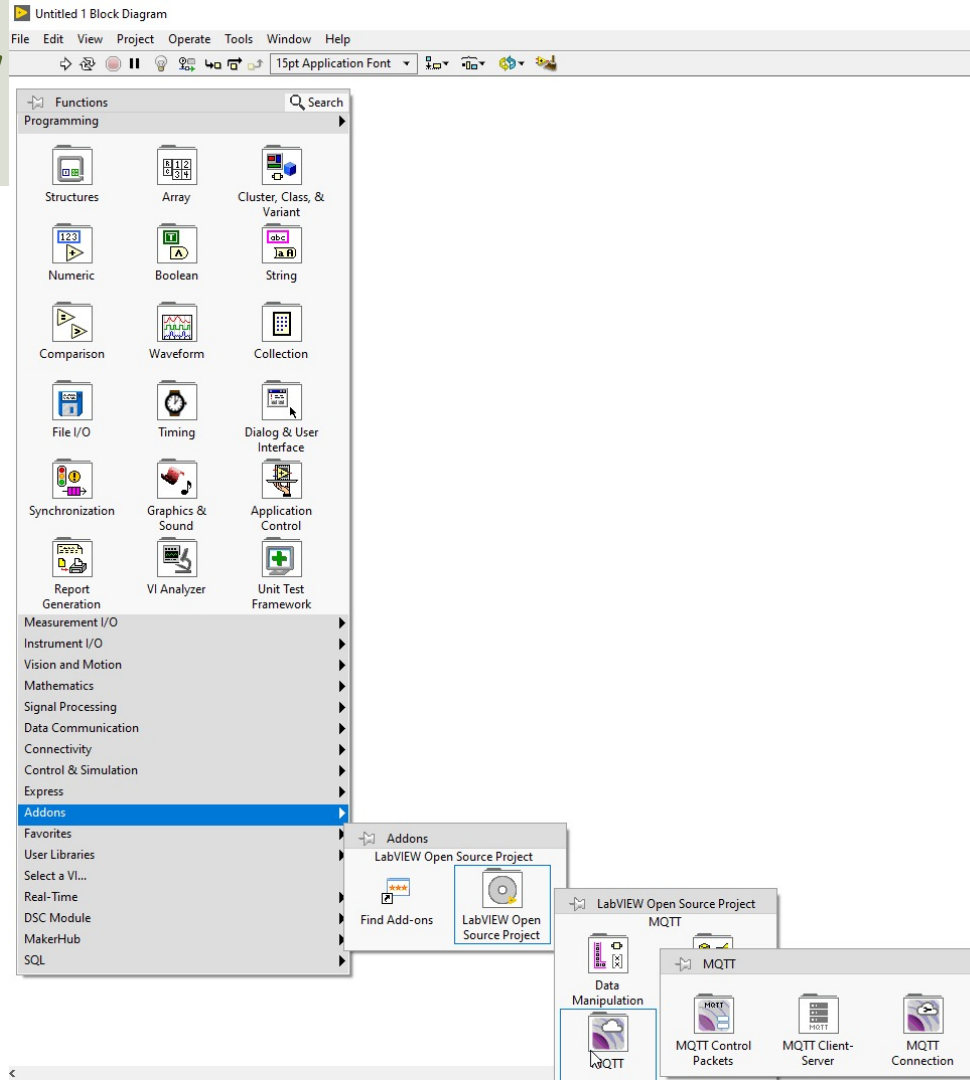 Untitled 1 Block Diagram
File Edit View Project Operate Tools Window Help
15pt Application Font
Functions Search
Programming
Structures Array Cluster, Class, &
Variant
Numeric Boolean String
Comparison Waveform Collection
File I/O Timing Dialog & User
Interface
Synchronization Graphics & Application
Sound Control
Report VI Analyzer Unit Test
Generation Framework
Measurement I/O
Instrument I/O
Vision and Motion
Mathematics
Signal Processing
Data Communication
Connectivity
Control & Simulation
Express
Addons
Favorites
User Libraries
Select a VI...
Real-Time
DSC Module
MakerHub
SQL
Addons
LabVIEW Open Source Project
Find Add-ons LabVIEW Open
Source Project
LabVIEW Open Source Project
MQTT
Data
Manipulation
MQTT
MQTT
MQTT Control MQTT Client- MQTT
Packets Server Connection